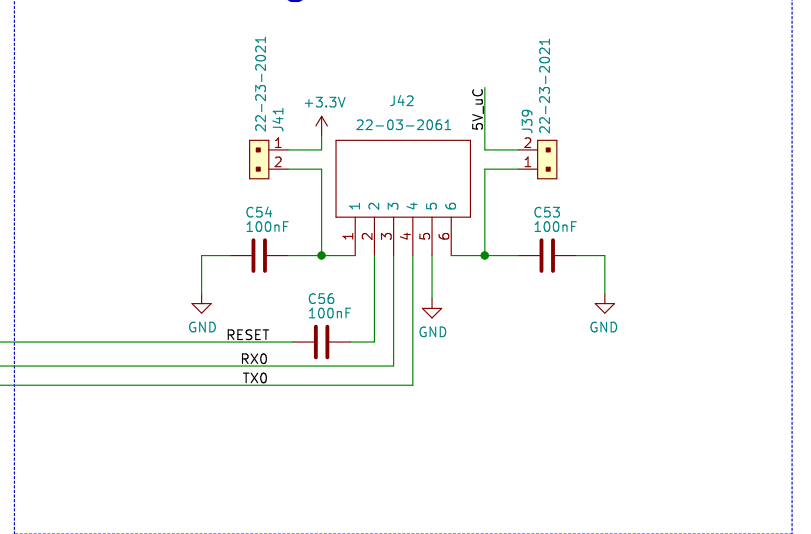 22-23-2021
J41
+3.3V
J42
22-03-2061
5V_uC
J39
22-23-2021
1
2
2
1
1 2 3 4 5 6
1 2 3 4 5 6
C54
100nF
C53
100nF
GND
C56
100nF
GND
GND
RESET
RX0
TX0